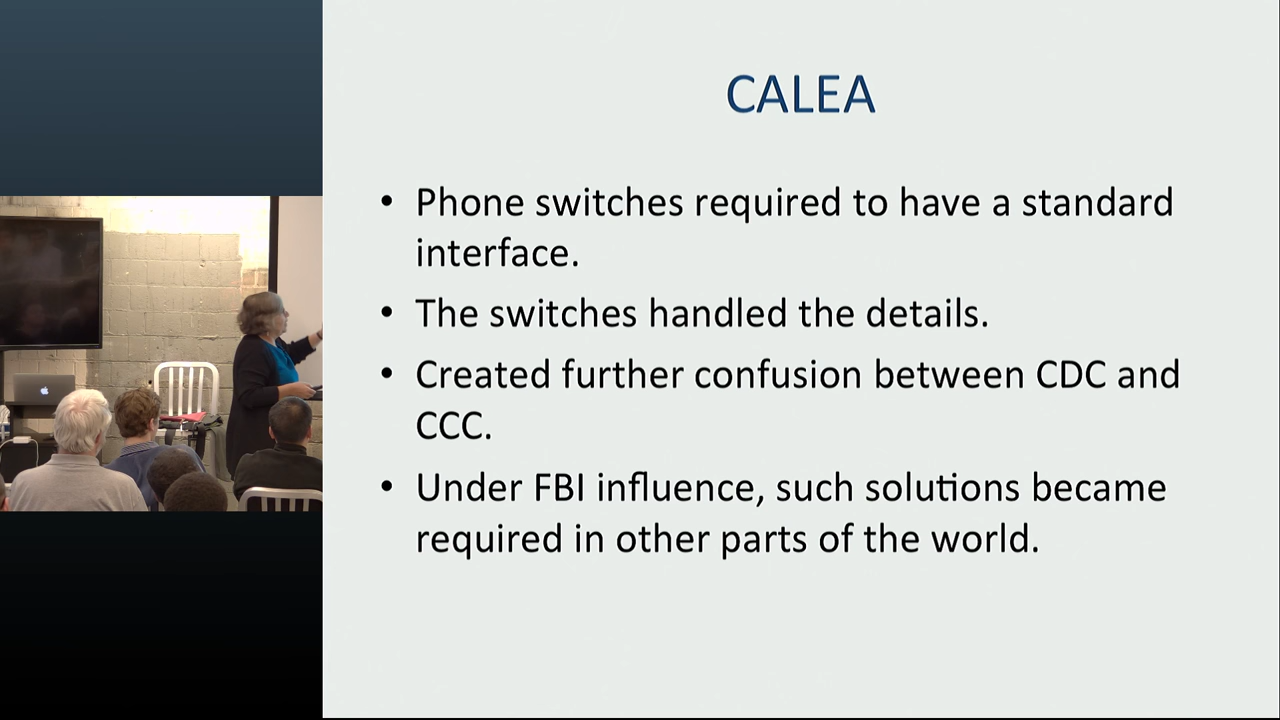 CALEA
• Phone switches required to have a standard
interface.
• The switches handled the details.
• Created further confusion between CDC and
CCC.
• Under FBI influence, such solutions became
required in other parts of the world.